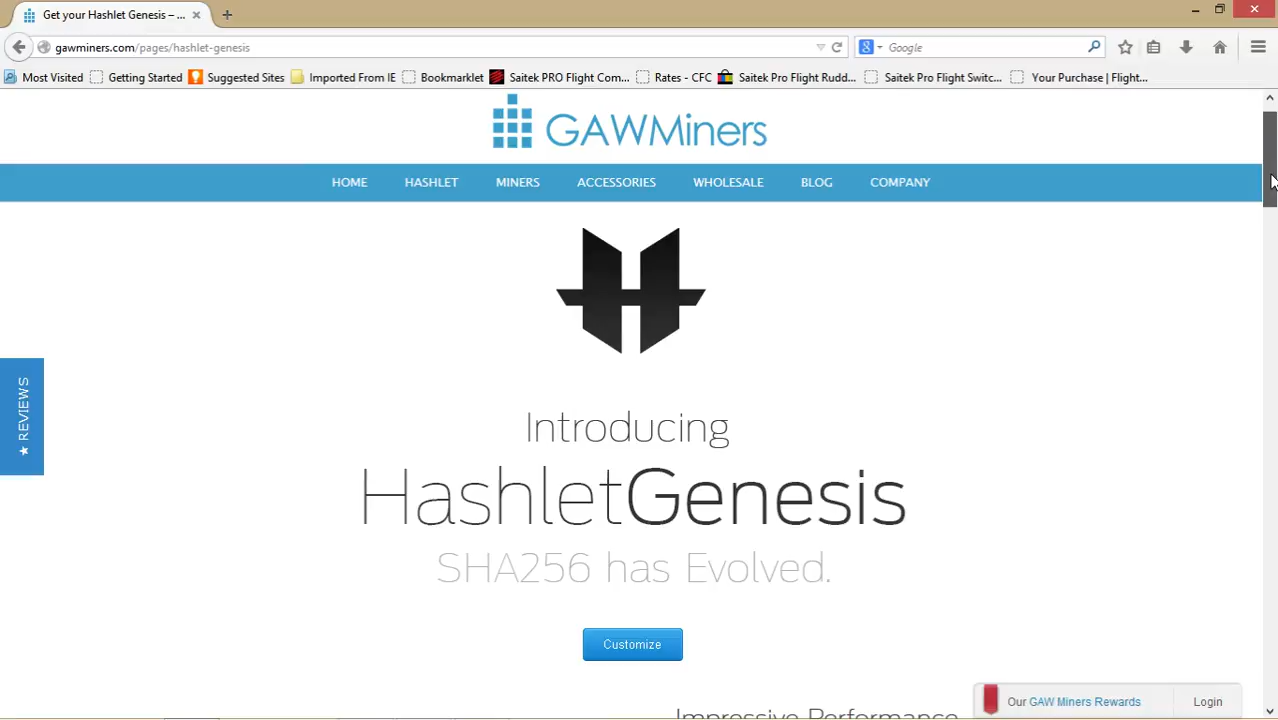 Get your Hashlet Genesis – ...
gawminers.com/pages/hashlet-genesis
Google
Most Visited Getting Started Suggested Sites Imported From IE Bookmarklet Saitek PRO Flight Com... Rates - CFC Saitek Pro Flight Rudd... Saitek Pro Flight Switc... Your Purchase | Flight...
GAWMiners
HOME HASHLET MINERS ACCESSORIES WHOLESALE BLOG COMPANY
★ REVIEWS
Introducing
HashletGenesis
SHA256 has Evolved.
Customize
Impressive Performance
Our GAW Miners Rewards Login